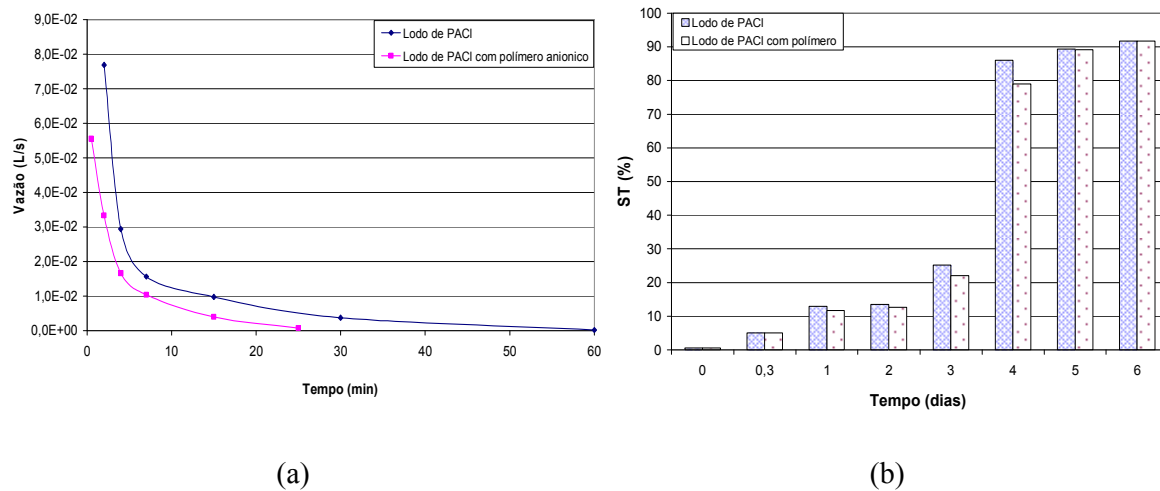 9,0E-02
8,0E-02
7,0E-02
6,0E-02
5,0E-02
4,0E-02
3,0E-02
2,0E-02
1,0E-02
0,0E+00
Vazão (L/s)
0 10 20 30 40 50 60
Tempo (min)
Lodo de PACl
Lodo de PACl com polímero anionico
(a)
100
90
80
70
60
50
40
30
20
10
0
ST (%)
0 0,3 1 2 3 4 5 6
Tempo (dias)
Lodo de PACl
Lodo de PACl com polímero
(b)